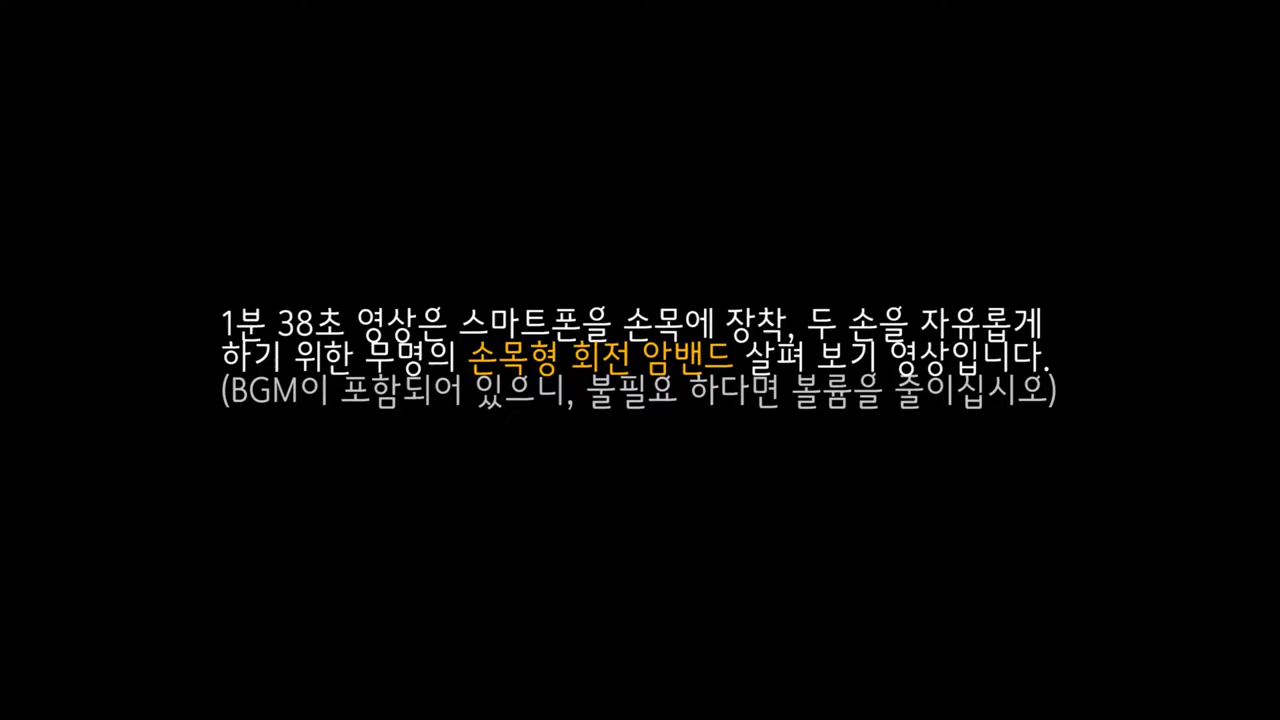 1분 38초 영상은 스마트폰을 손목에 장착, 두 손을 자유롭게
하기 위한 무명의 손목형 회전 암밴드 살펴 보기 영상입니다.
(BGM이 포함되어 있으니, 불필요 하다면 볼륨을 줄이십시오)